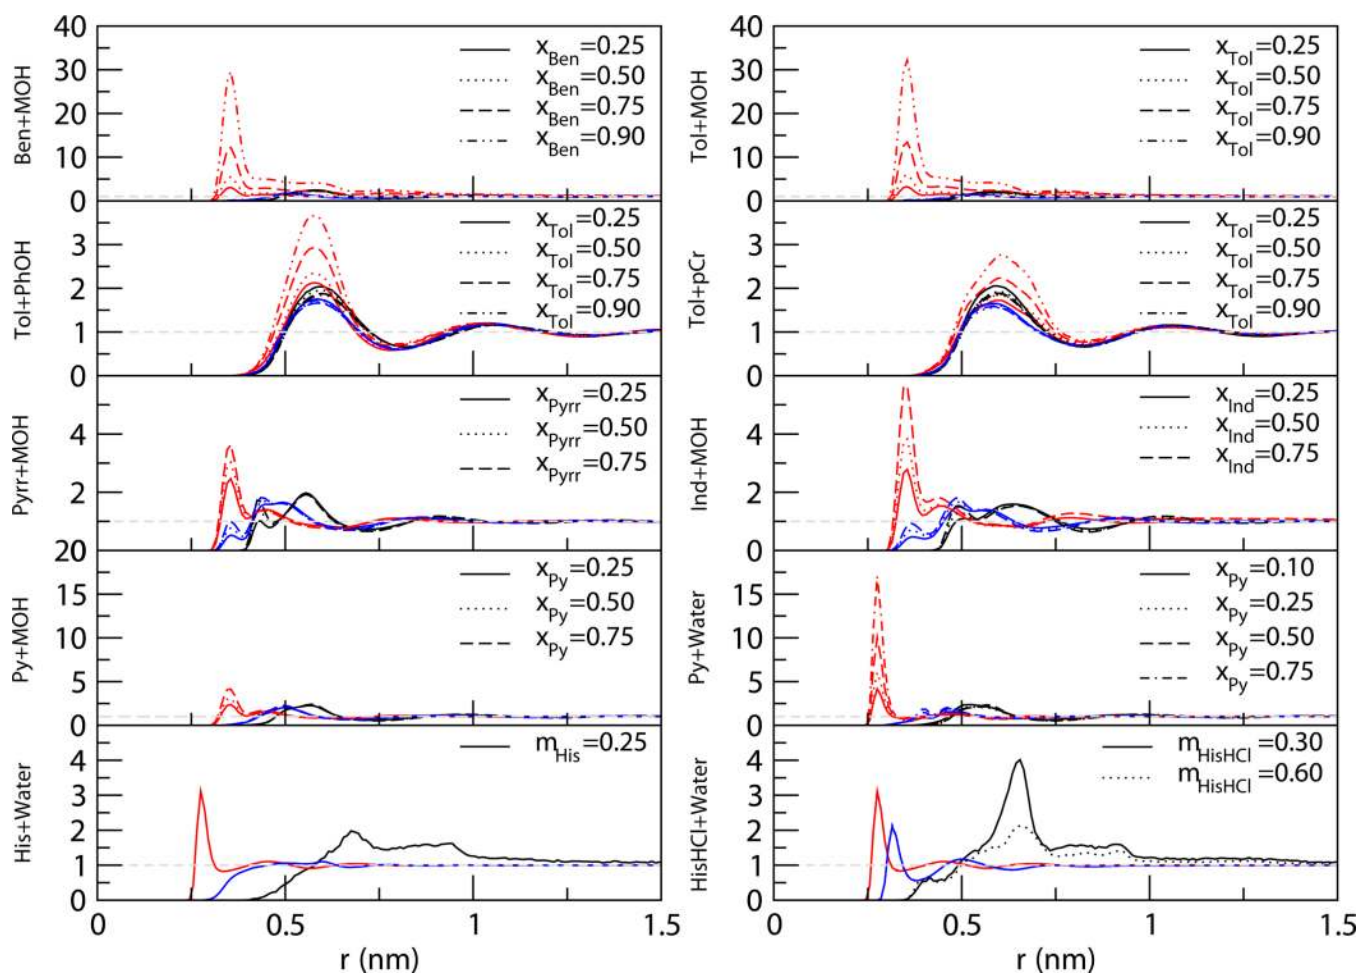 Ben+MOH
40
30
20
10
0
x_Ben=0.25
x_Ben=0.50
x_Ben=0.75
x_Ben=0.90
Tol+MOH
40
30
20
10
0
x_Tol=0.25
x_Tol=0.50
x_Tol=0.75
x_Tol=0.90
Tol+PhOH
3
2
1
0
x_Tol=0.25
x_Tol=0.50
x_Tol=0.75
x_Tol=0.90
Tol+pCr
3
2
1
0
x_Tol=0.25
x_Tol=0.50
x_Tol=0.75
x_Tol=0.90
Pyrr+MOH
4
2
20
x_Pyrr=0.25
x_Pyrr=0.50
x_Pyrr=0.75
Ind+MOH
4
2
0
x_Ind=0.25
x_Ind=0.50
x_Ind=0.75
Py+MOH
15
10
5
0
x_Py=0.25
x_Py=0.50
x_Py=0.75
Py+Water
15
10
5
0
x_Py=0.10
x_Py=0.25
x_Py=0.50
x_Py=0.75
His+Water
4
3
2
1
0
m_His=0.25
HisHCl+Water
4
3
2
1
0
m_HisHCl=0.30
m_HisHCl=0.60
0 0.5 1 1.5
r (nm)
0 0.5 1 1.5
r (nm)